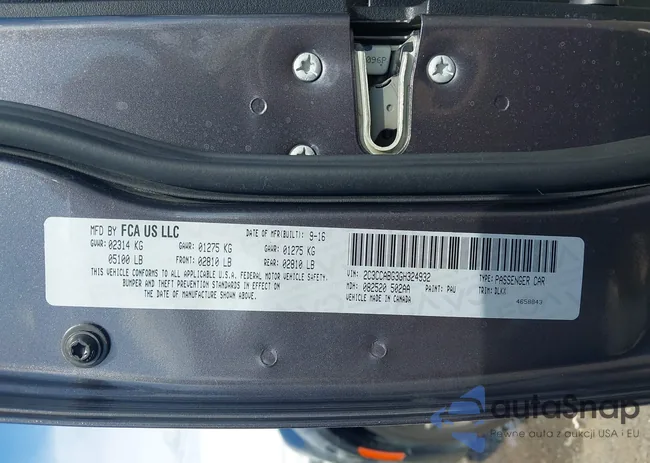 096P
MFD BY FCA US LLC DATE OF MFR(BUILT): 9-16
GVWR: 02314 KG GAWR: 01275 KG GAWR: 01275 KG
05100 LB FRONT: 02810 LB REAR: 02810 LB
THIS VEHICLE CONFORMS TO ALL APPLICABLE U.S.A. FEDERAL MOTOR VEHICLE SAFETY,
BUMPER AND THEFT PREVENTION STANDARDS IN EFFECT ON
THE DATE OF MANUFACTURE SHOWN ABOVE.
VIN: 2C3CCABG3GH324932 TYPE: PASSENGER CAR
MDH: 082520 502AA PAINT: PAU TRIM: DLXX
VEHICLE MADE IN CANADA 4658843
autoSnap
Pewne auta z aukcji USA i EU